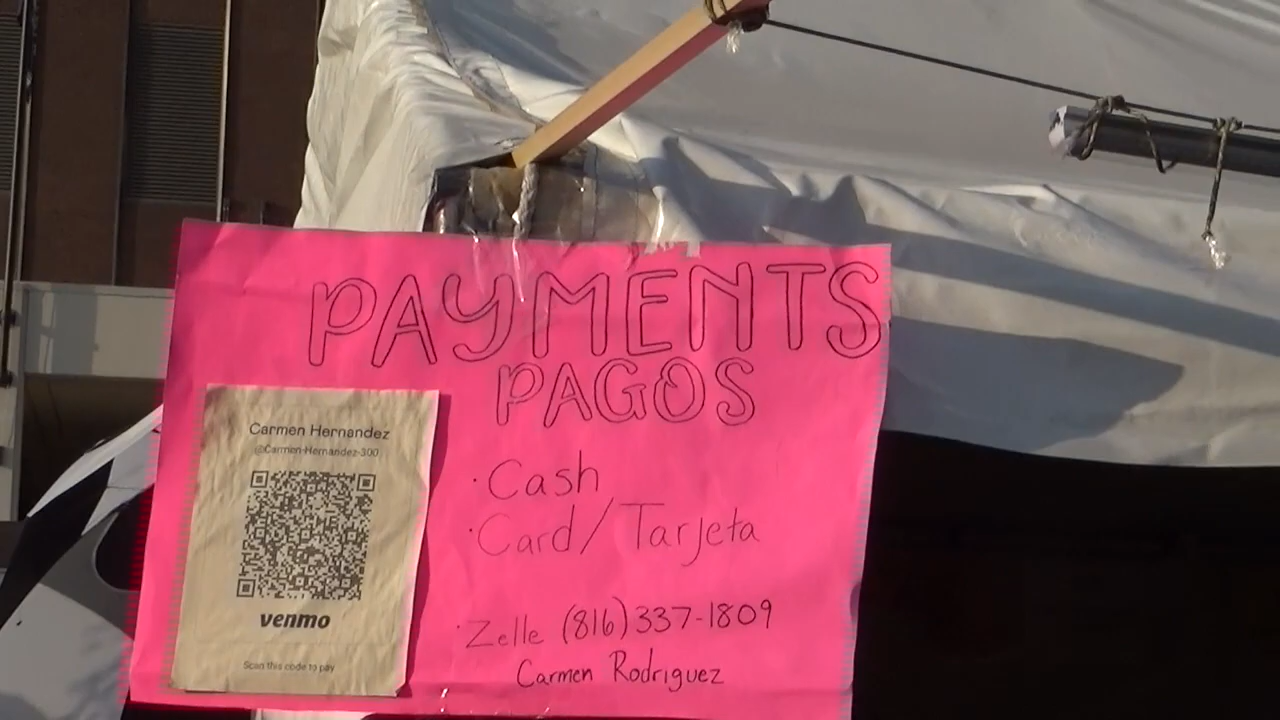 PAYMENTS
PAGOS
Carmen Hernandez
@Carmen-Hernandez-300
venmo
Scan this code to pay
· Cash
· Card/Tarjeta
· Zelle (816)337-1809
Carmen Rodriguez